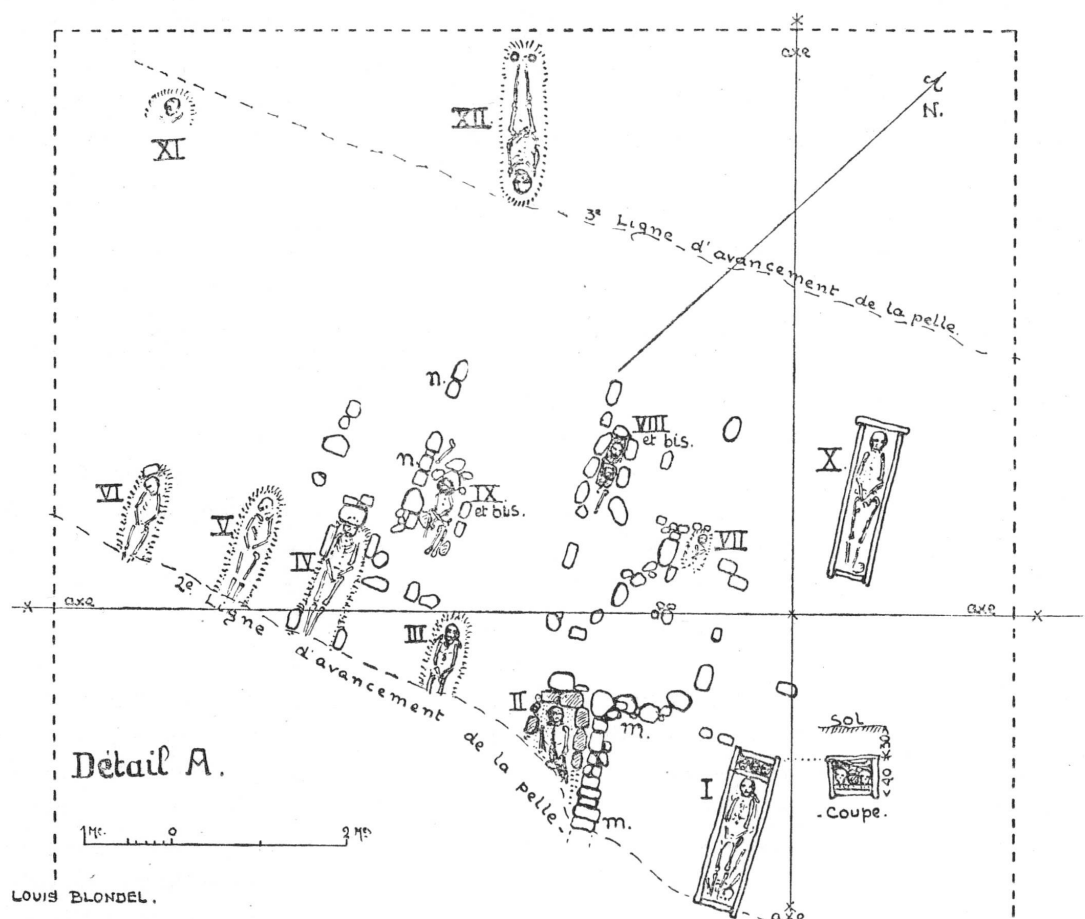 axe
N.
XI
XII
3e Ligne d'avancement de la pelle.
n.
VIII
et bis.
X
n.
IX
et bis.
VI
V
IV
VII
axe
axe
III
2e Ligne d'avancement de la pelle.
II
m.
Sol
30
40
Coupe.
I
m.
Détail A.
1 Me. 0 2 Me.
LOUIS BLONDEL.
axe